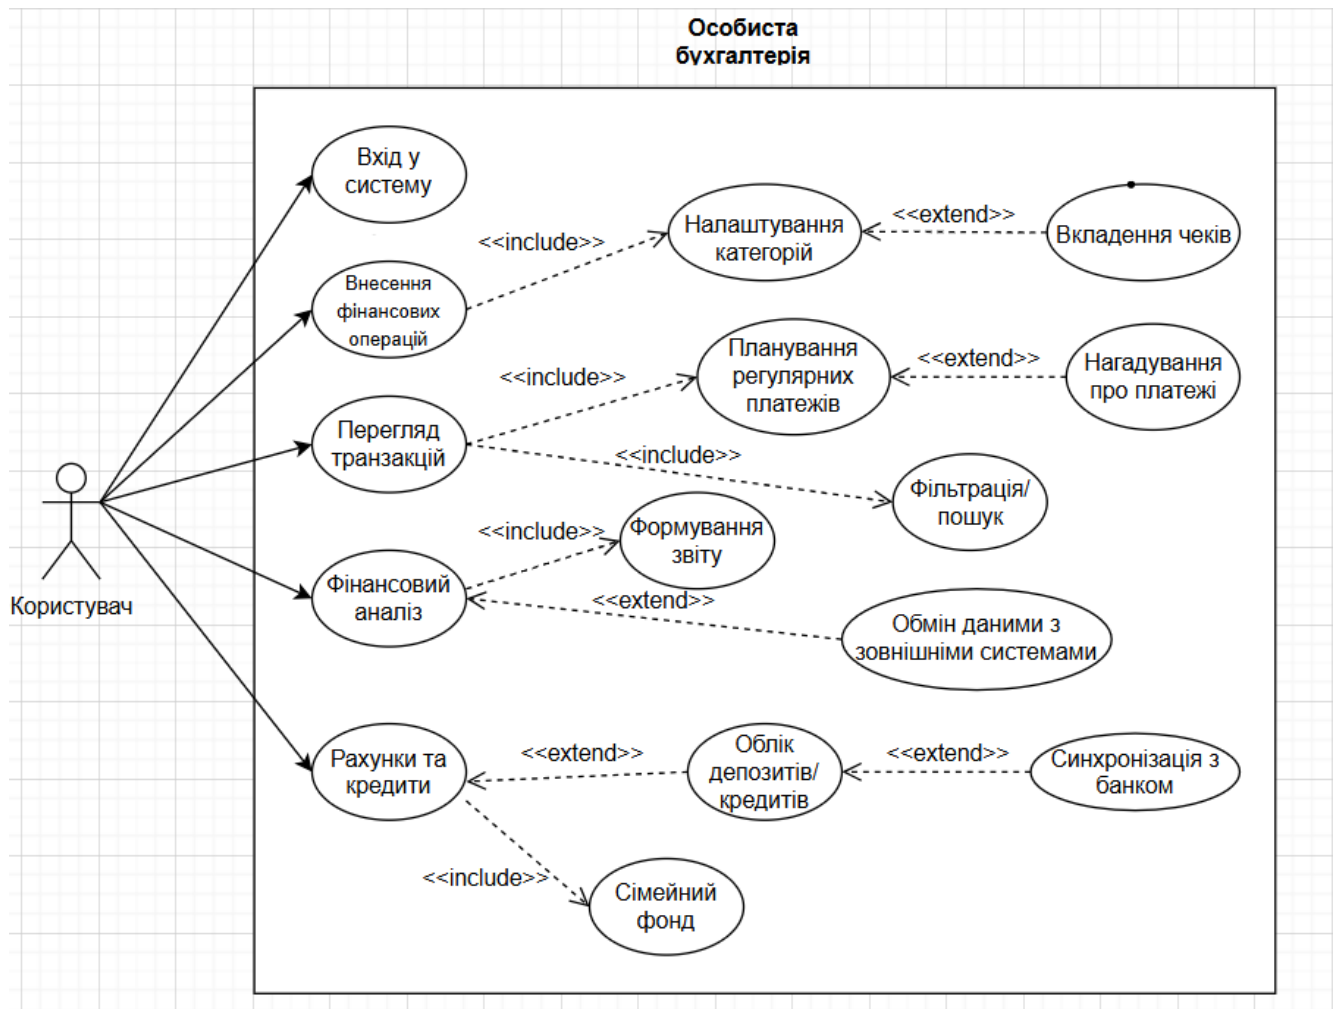 Особиста
бухгалтерія
Вхід у
систему
<<include>>
Налаштування
категорій
<<extend>>
Вкладення чеків
Внесення
фінансових
операцій
<<include>>
Планування
регулярних
платежів
<<extend>>
Нагадування
про платежі
Перегляд
транзакцій
<<include>>
Фільтрація/
пошук
<<include>>
Формування
звіту
Фінансовий
аналіз
<<extend>>
Обмін даними з
зовнішніми системами
Користувач
Рахунки та
кредити
<<extend>>
Облік
депозитів/
кредитів
<<extend>>
Синхронізація з
банком
<<include>>
Сімейний
фонд